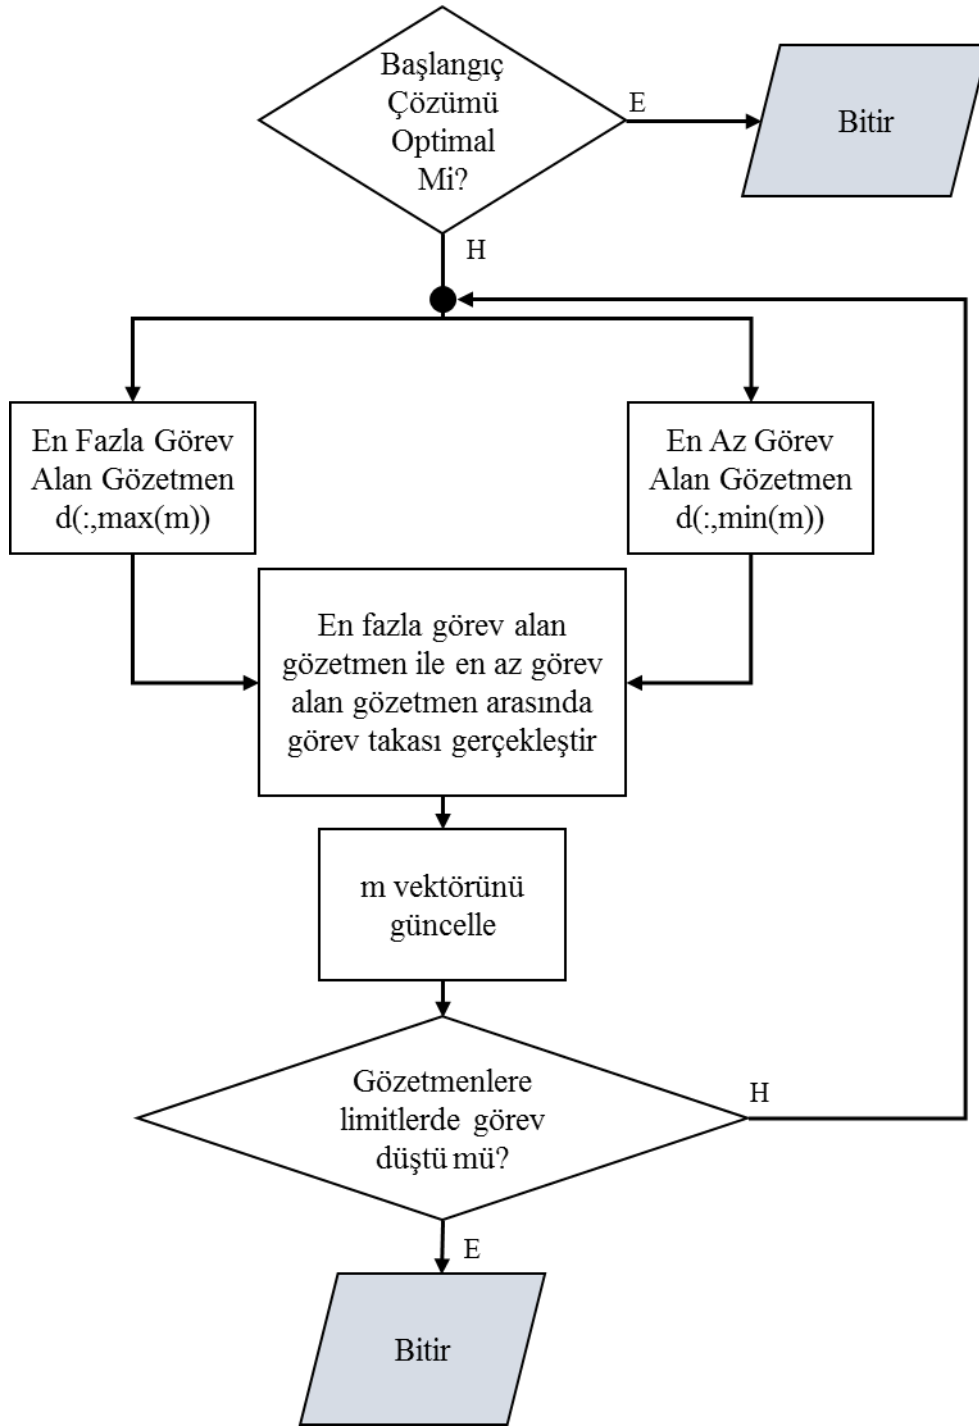 Başlangıç
Çözümü
Optimal
Mi?
E
Bitir
H
En Fazla Görev
Alan Gözetmen
d(:,max(m))
En Az Görev
Alan Gözetmen
d(:,min(m))
En fazla görev alan
gözetmen ile en az görev
alan gözetmen arasında
görev takası gerçekleştir
m vektörünü
güncelle
Gözetmenlere
limitlerde görev
düştü mü?
H
E
Bitir